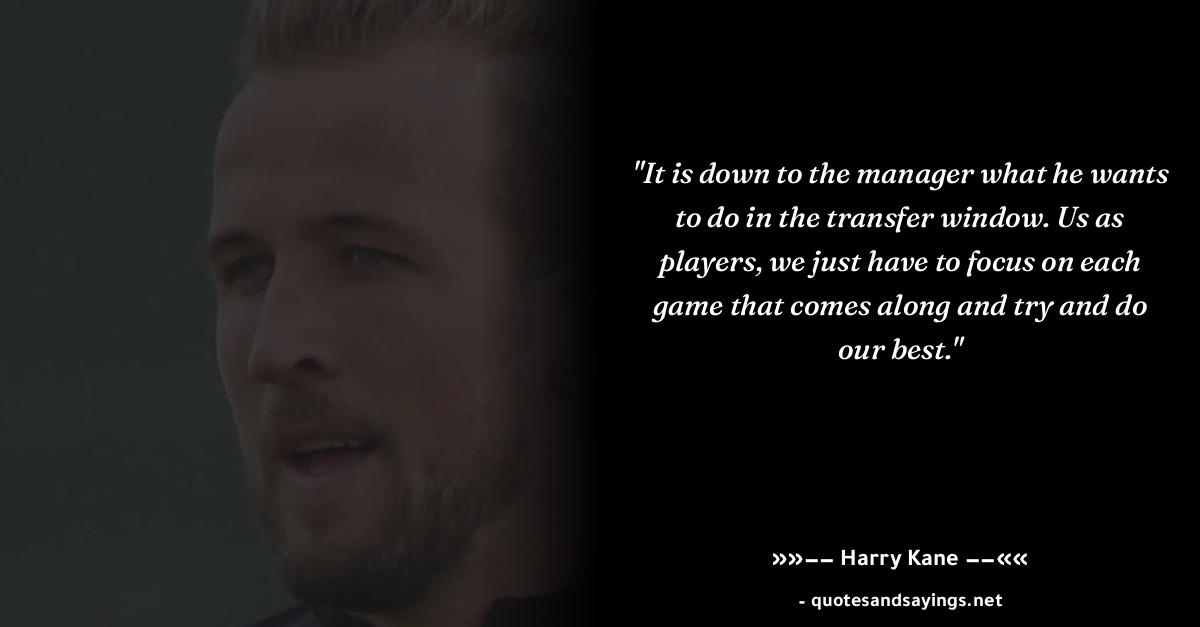 "It is down to the manager what he wants
to do in the transfer window. Us as
players, we just have to focus on each
game that comes along and try and do
our best."
»»−− Harry Kane −−««
- quotesandsayings.net